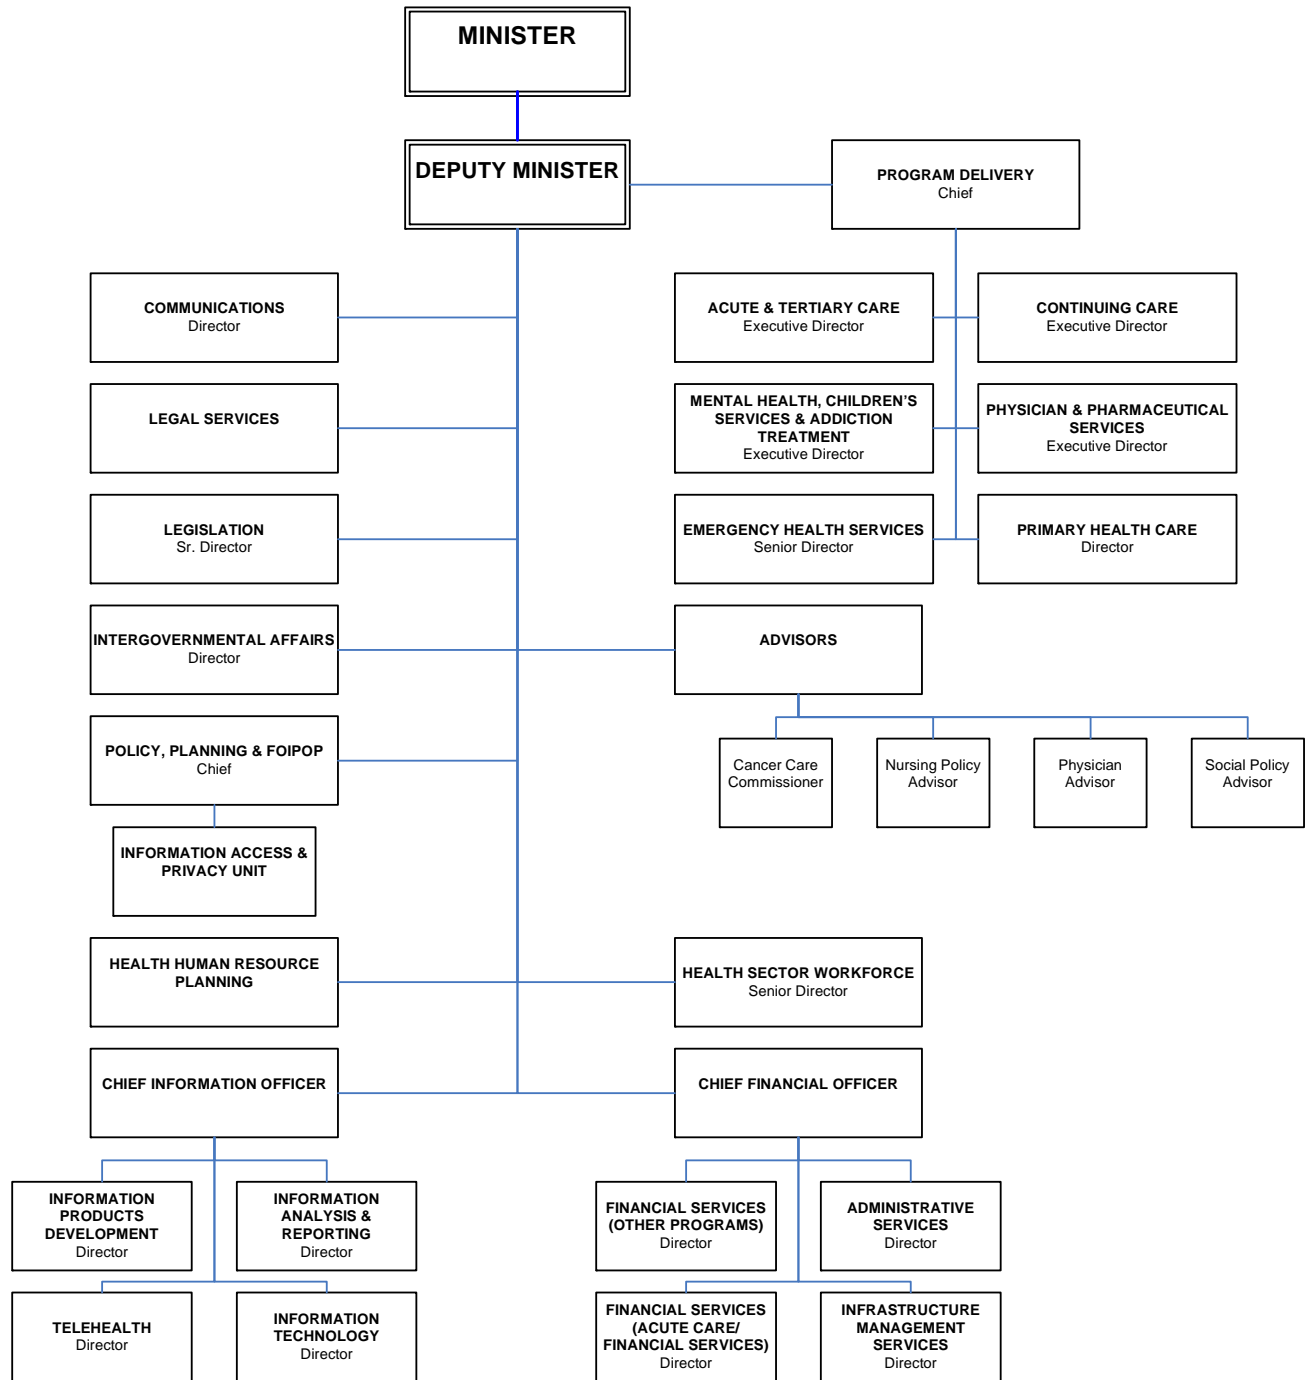 MINISTER
DEPUTY MINISTER
PROGRAM DELIVERY
Chief
COMMUNICATIONS
Director
ACUTE & TERTIARY CARE
Executive Director
CONTINUING CARE
Executive Director
LEGAL SERVICES
MENTAL HEALTH, CHILDREN’S
SERVICES & ADDICTION
TREATMENT
Executive Director
PHYSICIAN & PHARMACEUTICAL
SERVICES
Executive Director
LEGISLATION
Sr. Director
EMERGENCY HEALTH SERVICES
Senior Director
PRIMARY HEALTH CARE
Director
INTERGOVERNMENTAL AFFAIRS
Director
ADVISORS
POLICY, PLANNING & FOIPOP
Chief
Cancer Care
Commissioner
Nursing Policy
Advisor
Physician
Advisor
Social Policy
Advisor
INFORMATION ACCESS &
PRIVACY UNIT
HEALTH HUMAN RESOURCE
PLANNING
HEALTH SECTOR WORKFORCE
Senior Director
CHIEF INFORMATION OFFICER
CHIEF FINANCIAL OFFICER
INFORMATION
PRODUCTS
DEVELOPMENT
Director
INFORMATION
ANALYSIS &
REPORTING
Director
FINANCIAL SERVICES
(OTHER PROGRAMS)
Director
ADMINISTRATIVE
SERVICES
Director
TELEHEALTH
Director
INFORMATION
TECHNOLOGY
Director
FINANCIAL SERVICES
(ACUTE CARE/
FINANCIAL SERVICES)
Director
INFRASTRUCTURE
MANAGEMENT
SERVICES
Director